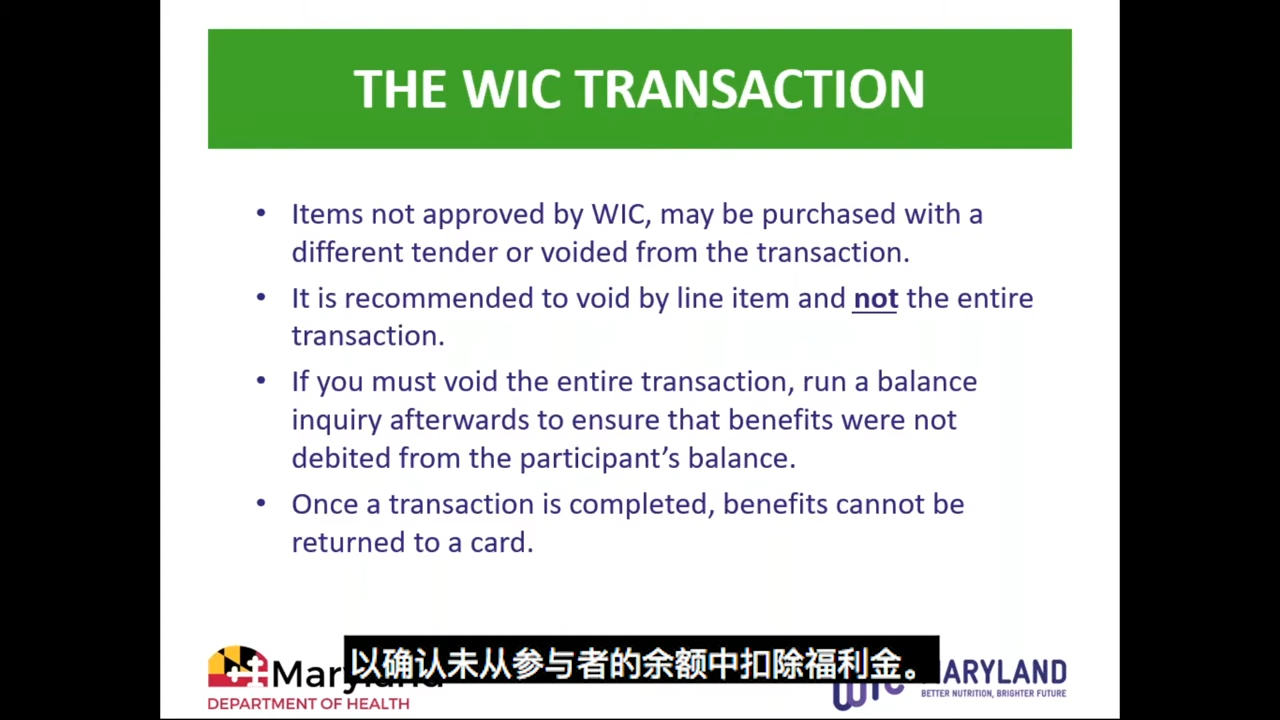 THE WIC TRANSACTION
• Items not approved by WIC, may be purchased with a
different tender or voided from the transaction.
• It is recommended to void by line item and not the entire
transaction.
• If you must void the entire transaction, run a balance
inquiry afterwards to ensure that benefits were not
debited from the participant’s balance.
• Once a transaction is completed, benefits cannot be
returned to a card.
以确认未从参与者的余额中扣除福利金。
DEPARTMENT OF HEALTH
MARYLAND
BETTER NUTRITION, BRIGHTER FUTURE